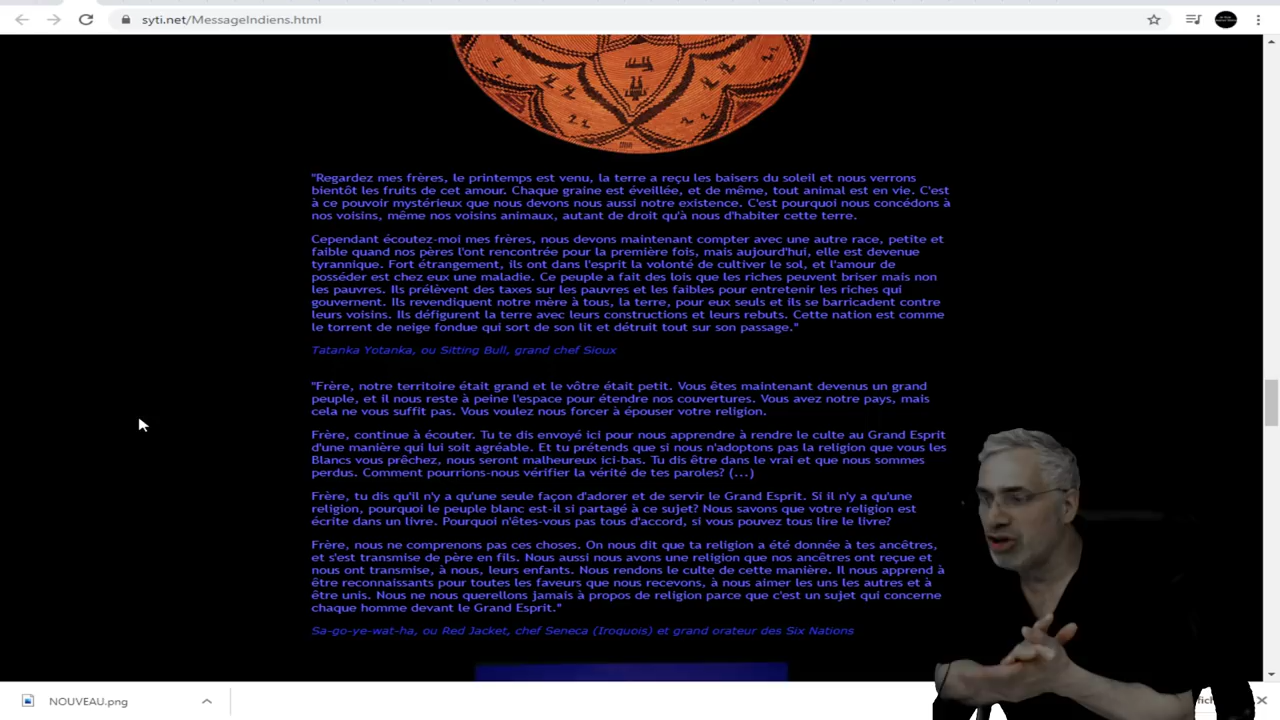 syti.net/MessageIndiens.html
"Regardez mes frères, le printemps est venu, la terre a reçu les baisers du soleil et nous verrons
bientôt les fruits de cet amour. Chaque graine est éveillée, et de même, tout animal est en vie. C'est
à ce pouvoir mystérieux que nous devons nous aussi notre existence. C'est pourquoi nous concédons à
nos voisins, même nos voisins animaux, autant de droit qu'à nous d'habiter cette terre.
Cependant écoutez-moi mes frères, nous devons maintenant compter avec une autre race, petite et
faible quand nos pères l'ont rencontrée pour la première fois, mais aujourd'hui, elle est devenue
tyrannique. Fort étrangement, ils ont dans l'esprit la volonté de cultiver le sol, et l'amour de
posséder est chez eux une maladie. Ce peuple a fait des lois que les riches peuvent briser mais non
les pauvres. Ils prélèvent des taxes sur les pauvres et les faibles pour entretenir les riches qui
gouvernent. Ils revendiquent notre mère à tous, la terre, pour eux seuls et ils se barricadent contre
leurs voisins. Ils défigurent la terre avec leurs constructions et leurs rebuts. Cette nation est comme
le torrent de neige fondue qui sort de son lit et détruit tout sur son passage."
Tatanka Yotanka, ou Sitting Bull, grand chef Sioux
"Frère, notre territoire était grand et le vôtre était petit. Vous êtes maintenant devenus un grand
peuple, et il nous reste à peine l'espace pour étendre nos couvertures. Vous avez notre pays, mais
cela ne vous suffit pas. Vous voulez nous forcer à épouser votre religion.
Frère, continue à écouter. Tu te dis envoyé ici pour nous apprendre à rendre le culte au Grand Esprit
d'une manière qui lui soit agréable. Et tu prétends que si nous n'adoptons pas la religion que vous les
Blancs vous prêchez, nous seront malheureux ici-bas. Tu dis être dans le vrai et que nous sommes
perdus. Comment pourrions-nous vérifier la vérité de tes paroles? (...)
Frère, tu dis qu'il n'y a qu'une seule façon d'adorer et de servir le Grand Esprit. Si il n'y a qu'une
religion, pourquoi le peuple blanc est-il si partagé à ce sujet? Nous savons que votre religion est
écrite dans un livre. Pourquoi n'êtes-vous pas tous d'accord, si vous pouvez tous lire le livre?
Frère, nous ne comprenons pas ces choses. On nous dit que ta religion a été donnée à tes ancêtres,
et s'est transmise de père en fils. Nous aussi nous avons une religion que nos ancêtres ont reçue et
nous ont transmise, à nous, leurs enfants. Nous rendons le culte de cette manière. Il nous apprend à
être reconnaissants pour toutes les faveurs que nous recevons, à nous aimer les uns les autres et à
être unis. Nous ne nous querellons jamais à propos de religion parce que c'est un sujet qui concerne
chaque homme devant le Grand Esprit."
Sa-go-ye-wat-ha, ou Red Jacket, chef Seneca (Iroquois) et grand orateur des Six Nations
NOUVEAU.png